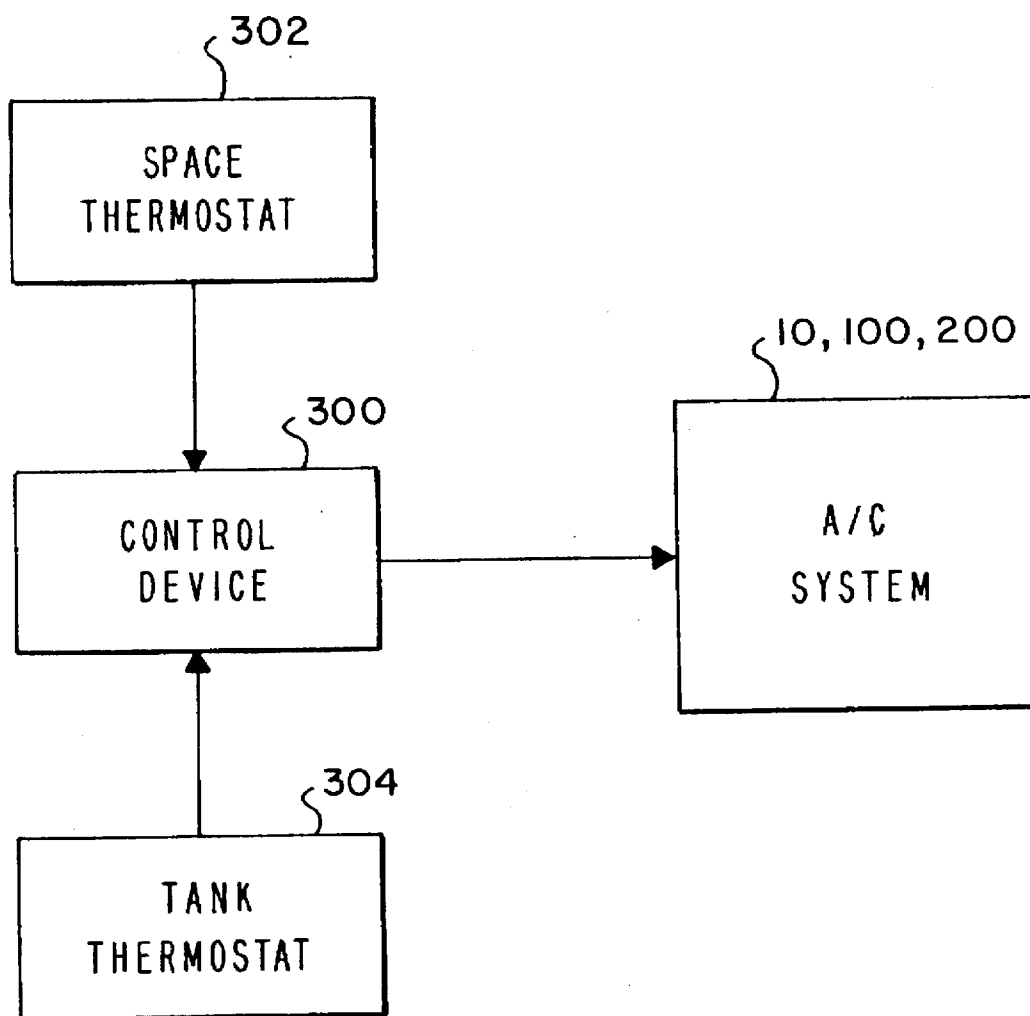 302
SPACE
THERMOSTAT
10, 100, 200
300
CONTROL
DEVICE
A/C
SYSTEM
304
TANK
THERMOSTAT